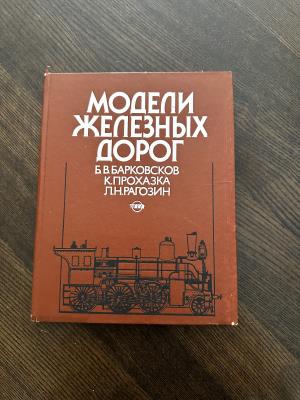 МОДЕЛИ
ЖЕЛЕЗНЫХ
ДОРОГ
Б.В.БАРКОВСКОВ
К.ПРОХАЗКА
Л.Н.РАГОЗИН